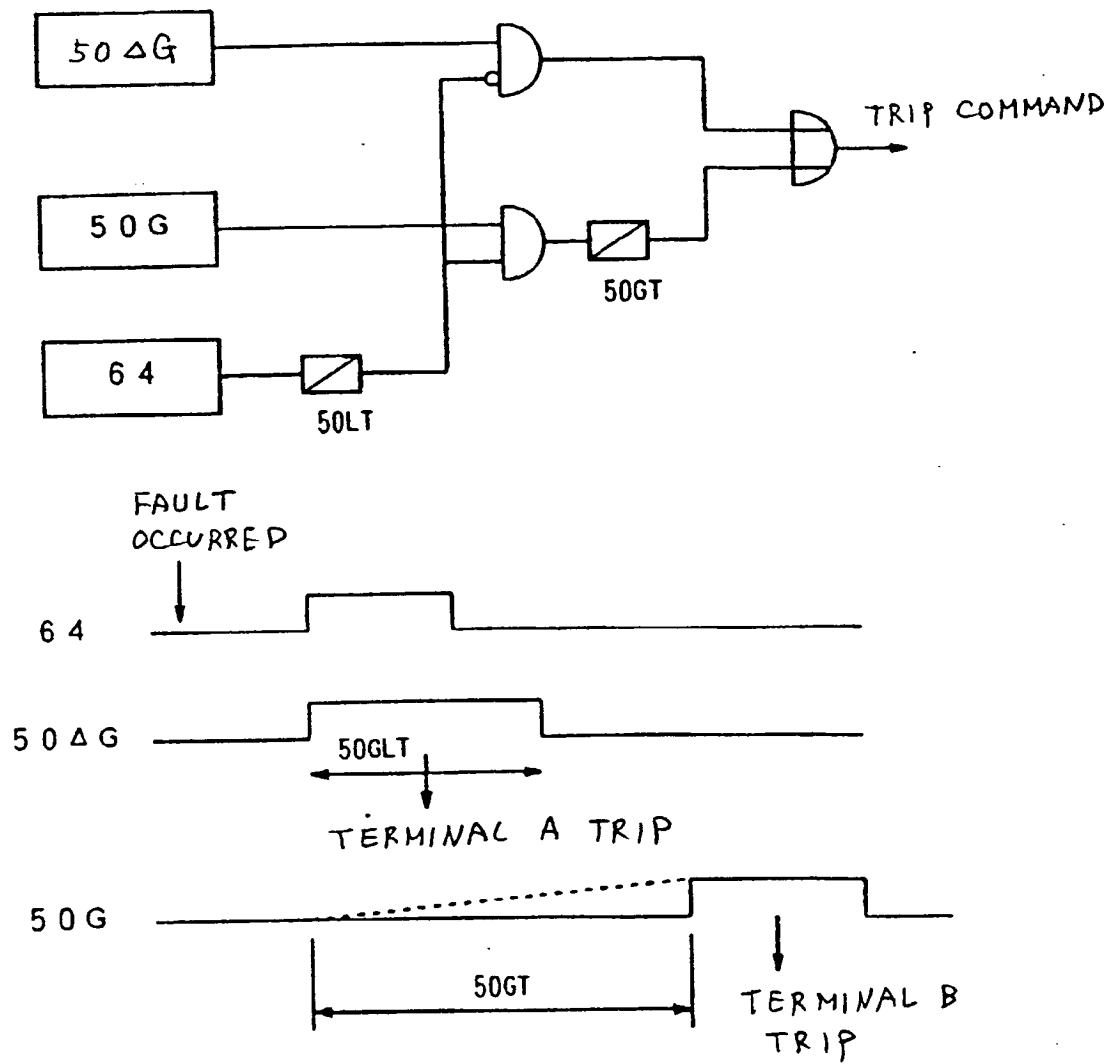 50ΔG
TRIP COMMAND
50G
50GT
64
50LT
FAULT
OCCURRED
64
50ΔG
50GLT
TERMINAL A TRIP
50G
50GT
TERMINAL B
TRIP